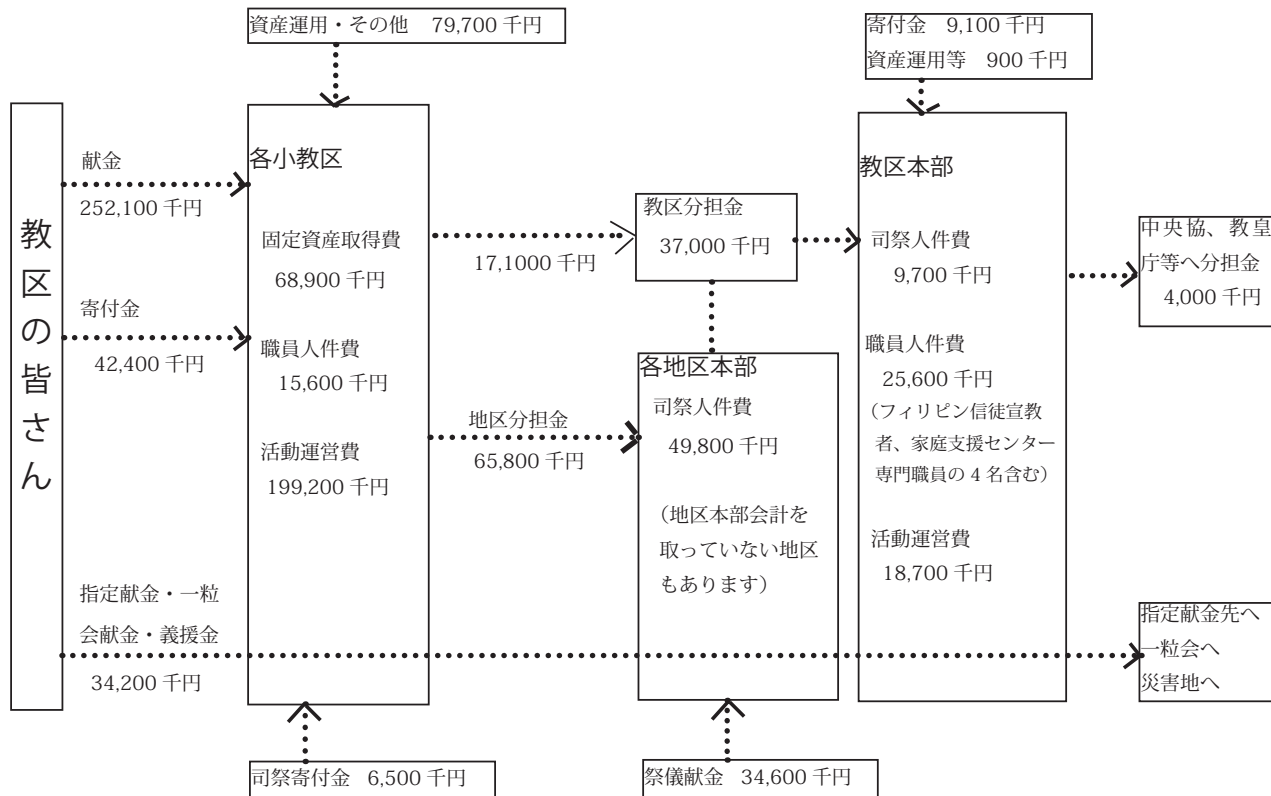 資産運用・その他　79,700 千円
寄付金　9,100 千円
資産運用等　900 千円
教区の皆さん
献金
252,100 千円
寄付金
42,400 千円
指定献金・一粒
会献金・義援金
34,200 千円
各小教区
固定資産取得費
68,900 千円
職員人件費
15,600 千円
活動運営費
199,200 千円
司祭寄付金　6,500 千円
17,1000 千円
地区分担金
65,800 千円
教区分担金
37,000 千円
各地区本部
司祭人件費
49,800 千円
（地区本部会計を
取っていない地区
もあります）
祭儀献金　34,600 千円
教区本部
司祭人件費
9,700 千円
職員人件費
25,600 千円
（フィリピン信徒宣教
者、家庭支援センター
専門職員の 4 名含む）
活動運営費
18,700 千円
中央協、教皇
庁等へ分担金
4,000 千円
指定献金先へ
一粒会へ
災害地へ